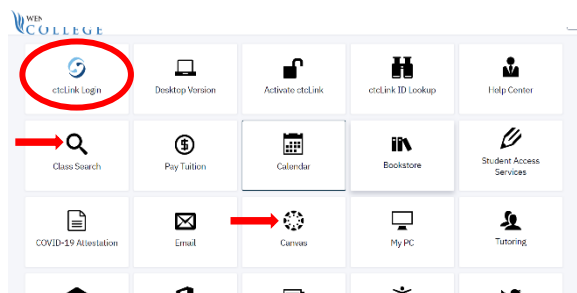 WEN
COLLEGE
ctcLink Login
Desktop Version
Activate ctcLink
ctcLink ID Lookup
Help Center
Class Search
Pay Tuition
Calendar
Bookstore
Student Access
Services
COVID-19 Attestation
Email
Canvas
My PC
Tutoring